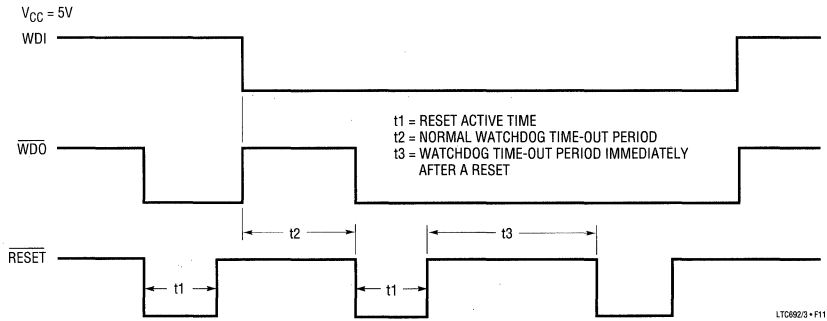 V_CC = 5V
WDI
t1 = RESET ACTIVE TIME
t2 = NORMAL WATCHDOG TIME-OUT PERIOD
t3 = WATCHDOG TIME-OUT PERIOD IMMEDIATELY
AFTER A RESET
WDO
t2
t3
RESET
t1
t1
LTC692/3 • F11